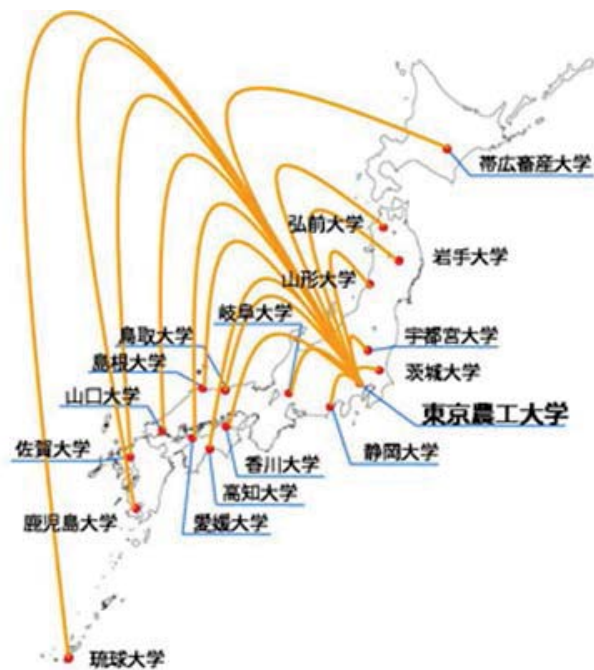 帯広畜産大学
弘前大学
岩手大学
山形大学
岐阜大学
鳥取大学
宇都宮大学
島根大学
茨城大学
山口大学
東京農工大学
佐賀大学
香川大学
静岡大学
高知大学
鹿児島大学
愛媛大学
琉球大学